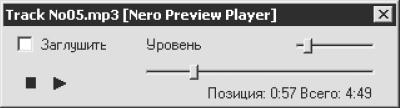 Track No05.mp3 [Nero Preview Player]
Заглушить Уровень
Позиция: 0:57 Всего: 4:49